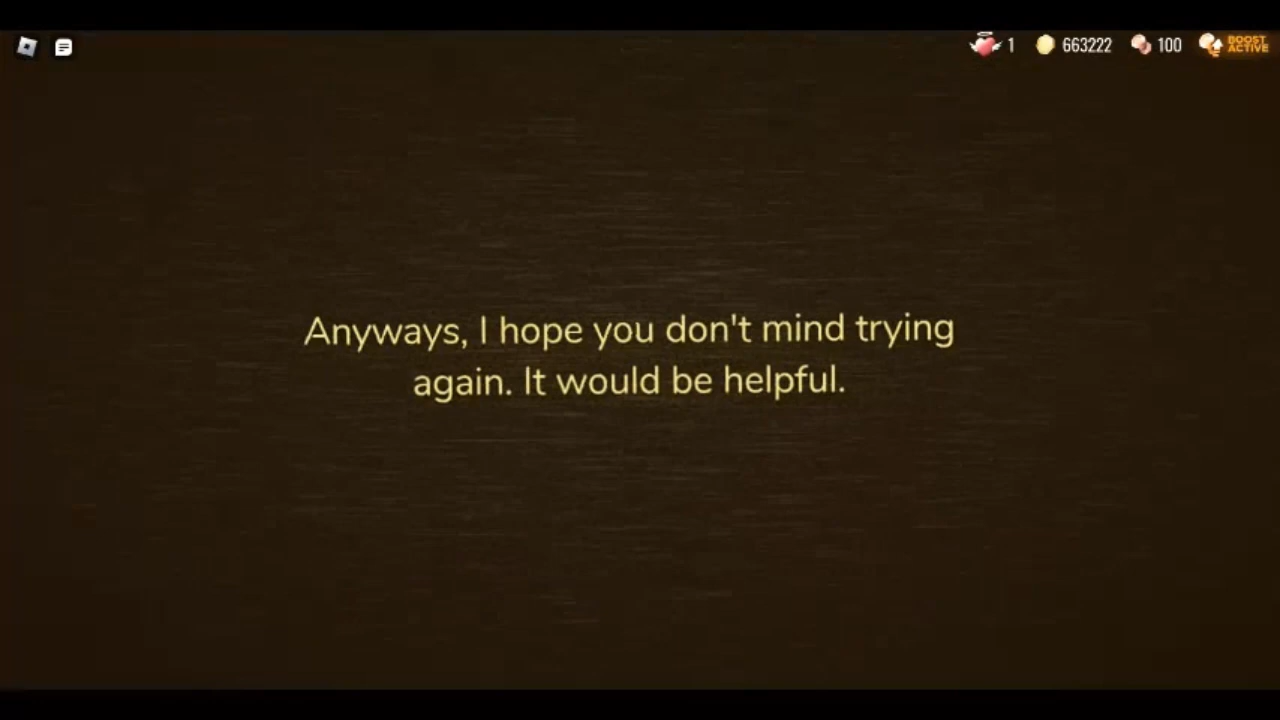 1 663222 100 BOOST
ACTIVE
Anyways, I hope you don't mind trying
again. It would be helpful.